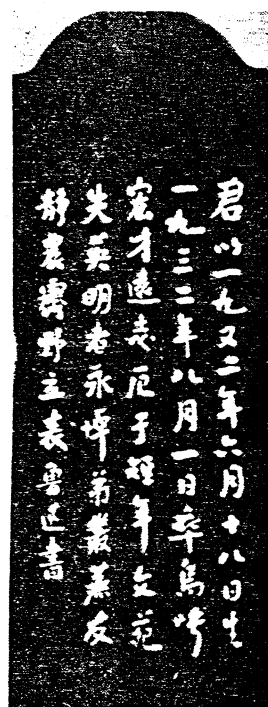 君以一九又二年六月十八日生
一九三二年八月一日卒烏呼
宏才遠志厄于短年文苑
失英明者永悼弟叢蕪友
靜農霽野立表魯迅書